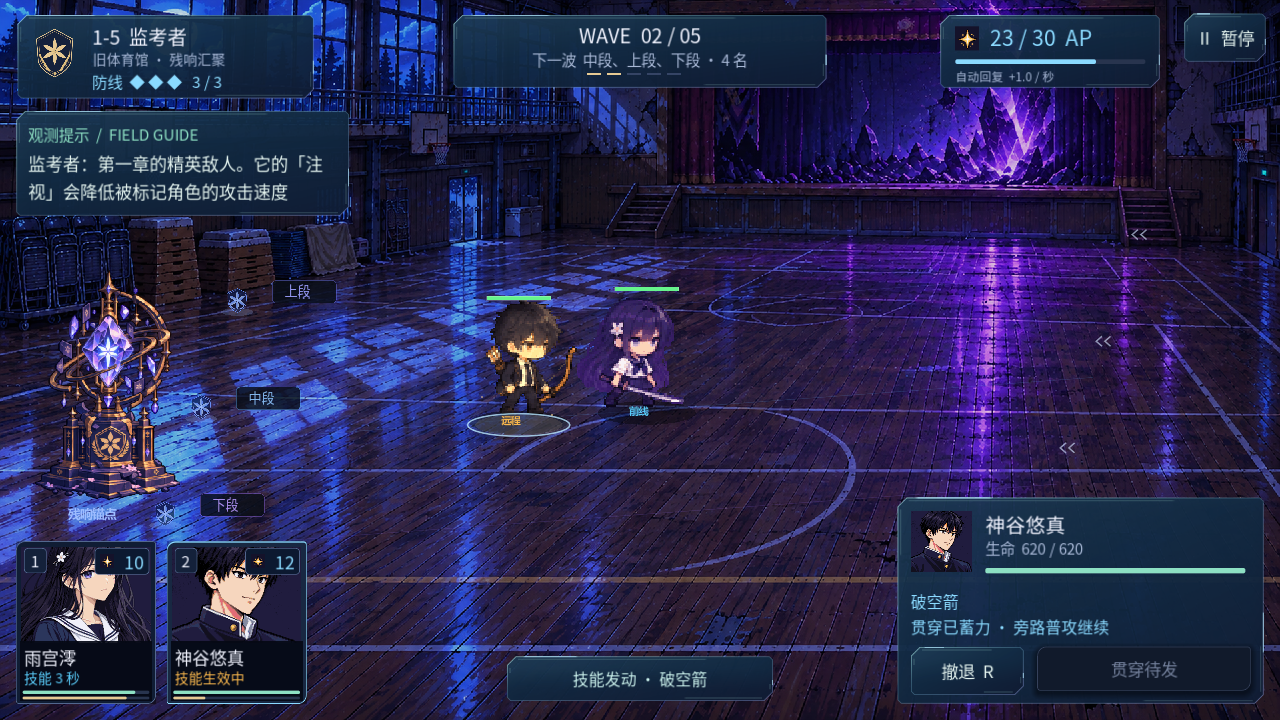 1-5 监考者
旧体育馆 · 残响汇聚
防线 3 / 3
WAVE 02 / 05
下一波 中段、上段、下段 · 4 名
23 / 30 AP
自动回复 +1.0 / 秒
暂停
观测提示 / FIELD GUIDE
监考者：第一章的精英敌人。它的「注
视」会降低被标记角色的攻击速度
上段
中段
下段
远程
前线
残响锚点
1 10
雨宫澪
技能 3 秒
2 12
神谷悠真
技能生效中
技能发动 · 破空箭
神谷悠真
生命 620 / 620
破空箭
贯穿已蓄力 · 旁路普攻继续
撤退 R
贯穿待发